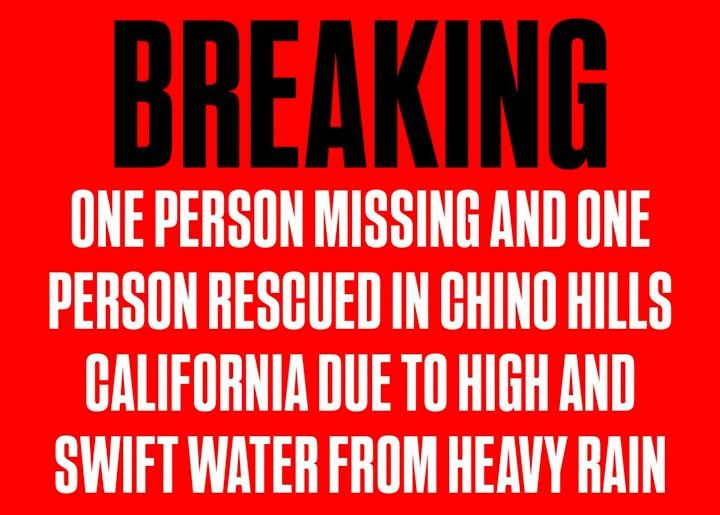 BREAKING
ONE PERSON MISSING AND ONE
PERSON RESCUED IN CHINO HILLS
CALIFORNIA DUE TO HIGH AND
SWIFT WATER FROM HEAVY RAIN